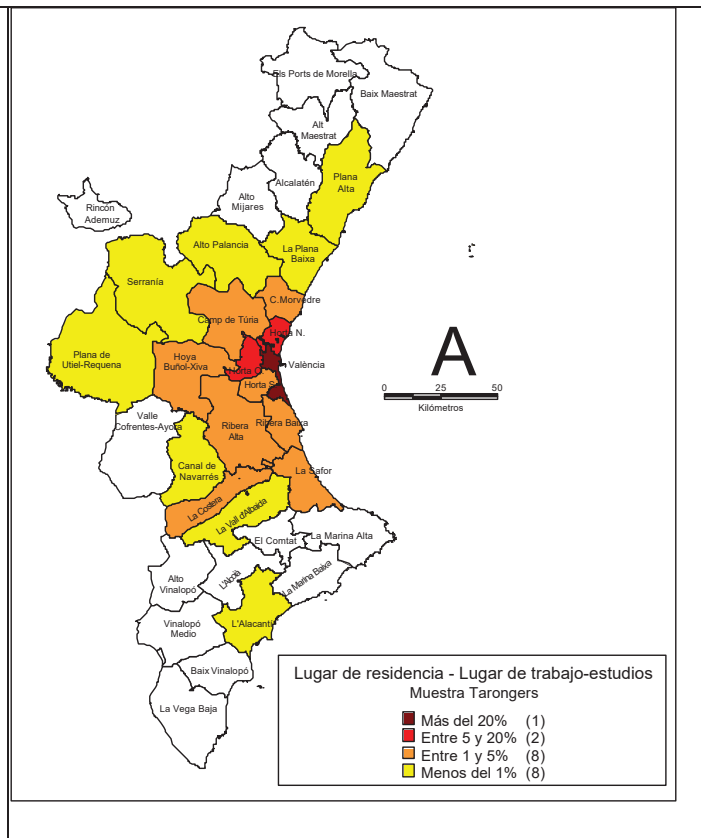 Els Ports de Morella
Baix Maestrat
Alt
Maestrat
Alcalatén
Plana
Alta
Alto
Mijares
Rincón
Ademuz
Alto Palancia
La Plana
Baixa
Serranía
C.Morvedre
Camp de Túria
Horta N.
València
Plana de
Utiel-Requena
Hoya
Buñol-Xiva
Horta O.
Horta S.
Valle
Cofrentes-Ayora
Ribera
Alta
Ribera Baixa
Canal de
Navarrés
La Safor
La Costera
La Vall d'Albaida
El Comtat
La Marina Alta
Alto
Vinalopó
L'Alcoià
La Marina Baixa
Vinalopó
Medio
L'Alacantí
Baix Vinalopó
La Vega Baja
A
0 25 50
Kilómetros
Lugar de residencia - Lugar de trabajo-estudios
Muestra Tarongers
Más del 20% (1)
Entre 5 y 20% (2)
Entre 1 y 5% (8)
Menos del 1% (8)